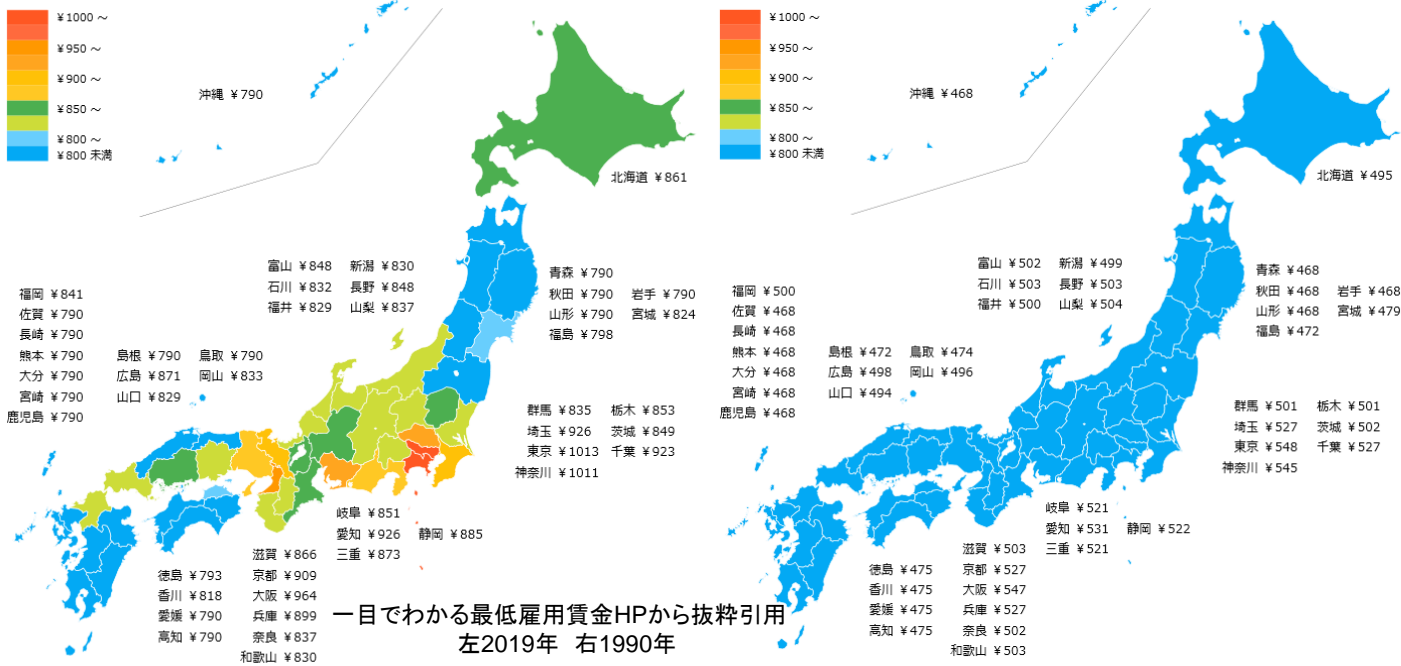 ¥1000 ～
¥950 ～
¥900 ～
¥850 ～
¥800 ～
¥800 未満
沖縄 ¥790
北海道 ¥861
富山 ¥848 新潟 ¥830
石川 ¥832 長野 ¥848
福井 ¥829 山梨 ¥837
青森 ¥790
秋田 ¥790 岩手 ¥790
山形 ¥790 宮城 ¥824
福島 ¥798
福岡 ¥841
佐賀 ¥790
長崎 ¥790
熊本 ¥790 島根 ¥790 鳥取 ¥790
大分 ¥790 広島 ¥871 岡山 ¥833
宮崎 ¥790 山口 ¥829
鹿児島 ¥790
群馬 ¥835 栃木 ¥853
埼玉 ¥926 茨城 ¥849
東京 ¥1013 千葉 ¥923
神奈川 ¥1011
岐阜 ¥851
愛知 ¥926 静岡 ¥885
三重 ¥873
滋賀 ¥866
徳島 ¥793 京都 ¥909
香川 ¥818 大阪 ¥964
愛媛 ¥790 兵庫 ¥899
高知 ¥790 奈良 ¥837
和歌山 ¥830
¥1000 ～
¥950 ～
¥900 ～
¥850 ～
¥800 ～
¥800 未満
沖縄 ¥468
北海道 ¥495
富山 ¥502 新潟 ¥499
石川 ¥503 長野 ¥503
福井 ¥500 山梨 ¥504
青森 ¥468
秋田 ¥468 岩手 ¥468
山形 ¥468 宮城 ¥479
福島 ¥472
福岡 ¥500
佐賀 ¥468
長崎 ¥468
熊本 ¥468 島根 ¥472 鳥取 ¥474
大分 ¥468 広島 ¥498 岡山 ¥496
宮崎 ¥468 山口 ¥494
鹿児島 ¥468
群馬 ¥501 栃木 ¥501
埼玉 ¥527 茨城 ¥502
東京 ¥548 千葉 ¥527
神奈川 ¥545
岐阜 ¥521
愛知 ¥531 静岡 ¥522
三重 ¥521
滋賀 ¥503
徳島 ¥475 京都 ¥527
香川 ¥475 大阪 ¥547
愛媛 ¥475 兵庫 ¥527
高知 ¥475 奈良 ¥502
和歌山 ¥503
一目でわかる最低雇用賃金HPから抜粋引用
左2019年 右1990年